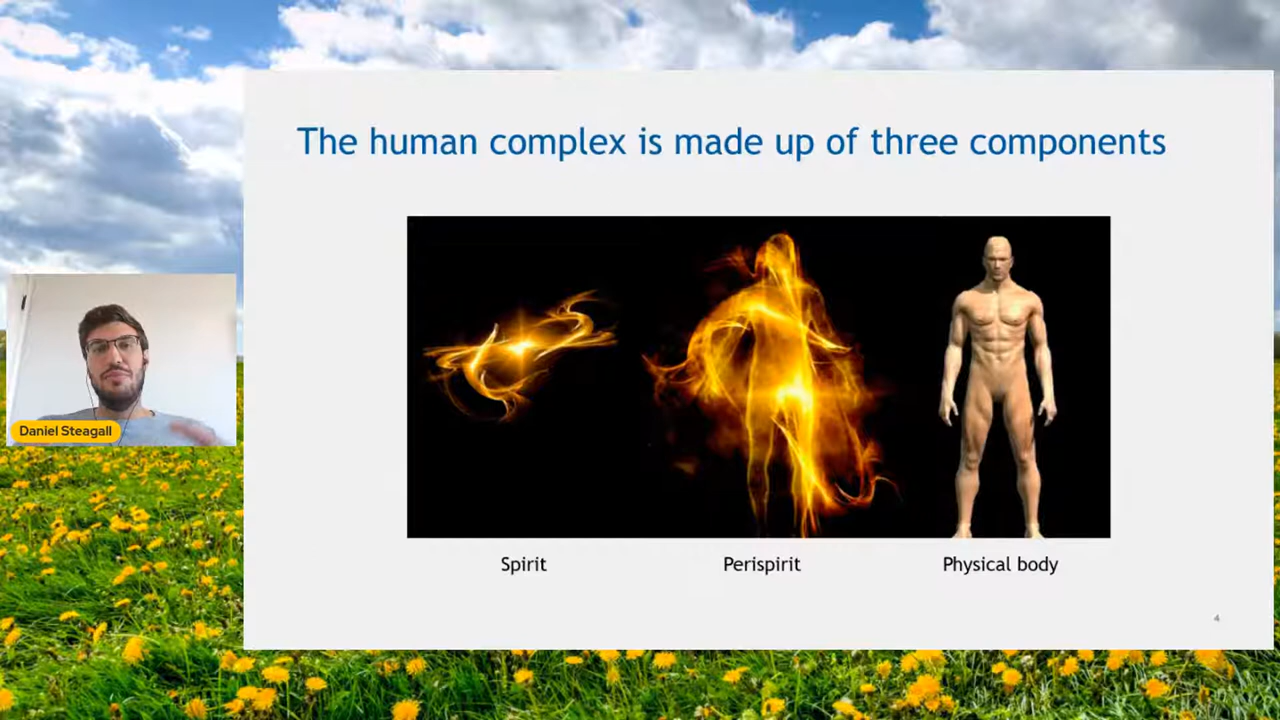 The human complex is made up of three components
Daniel Steagall
Spirit
Perispirit
Physical body
4